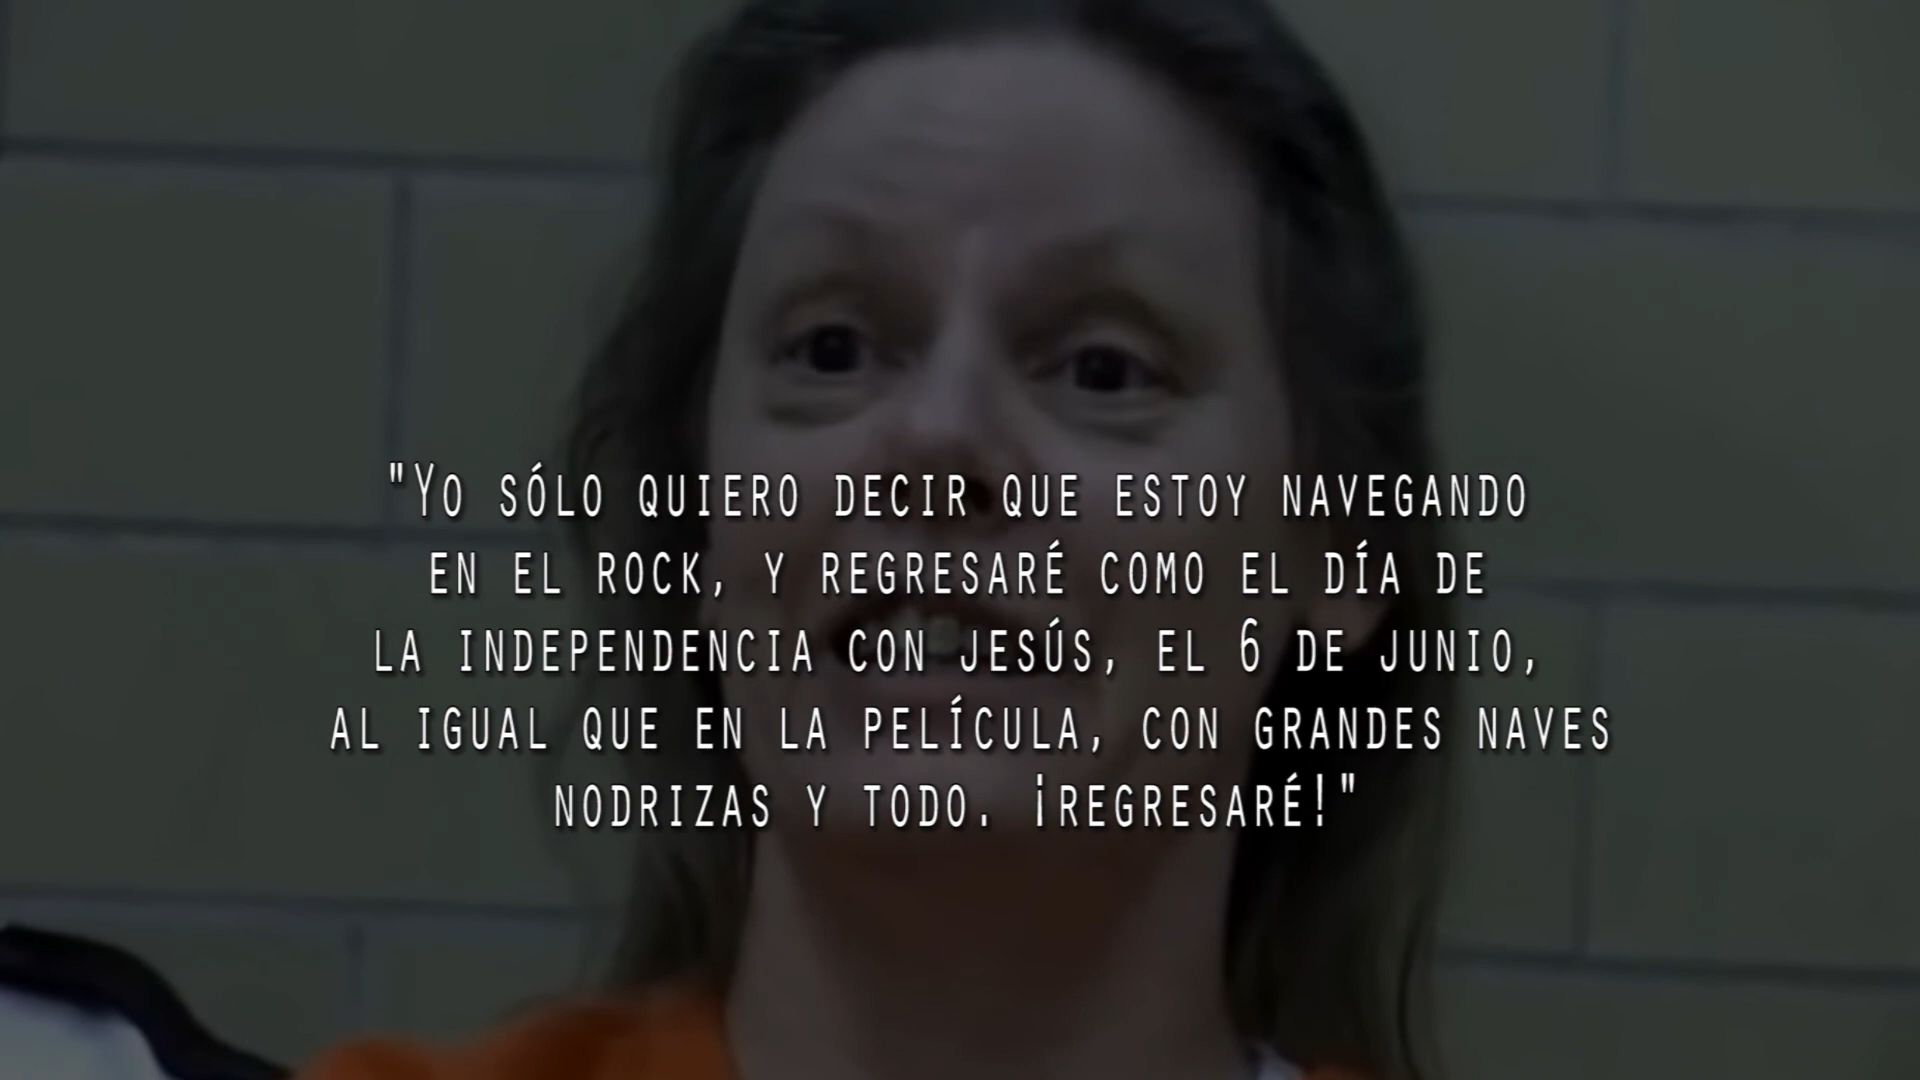 "Yo sólo quiero decir que estoy navegando
en el rock, y regresaré como el día de
la independencia con Jesús, el 6 de junio,
al igual que en la película, con grandes naves
nodrizas y todo. ¡regresaré!"